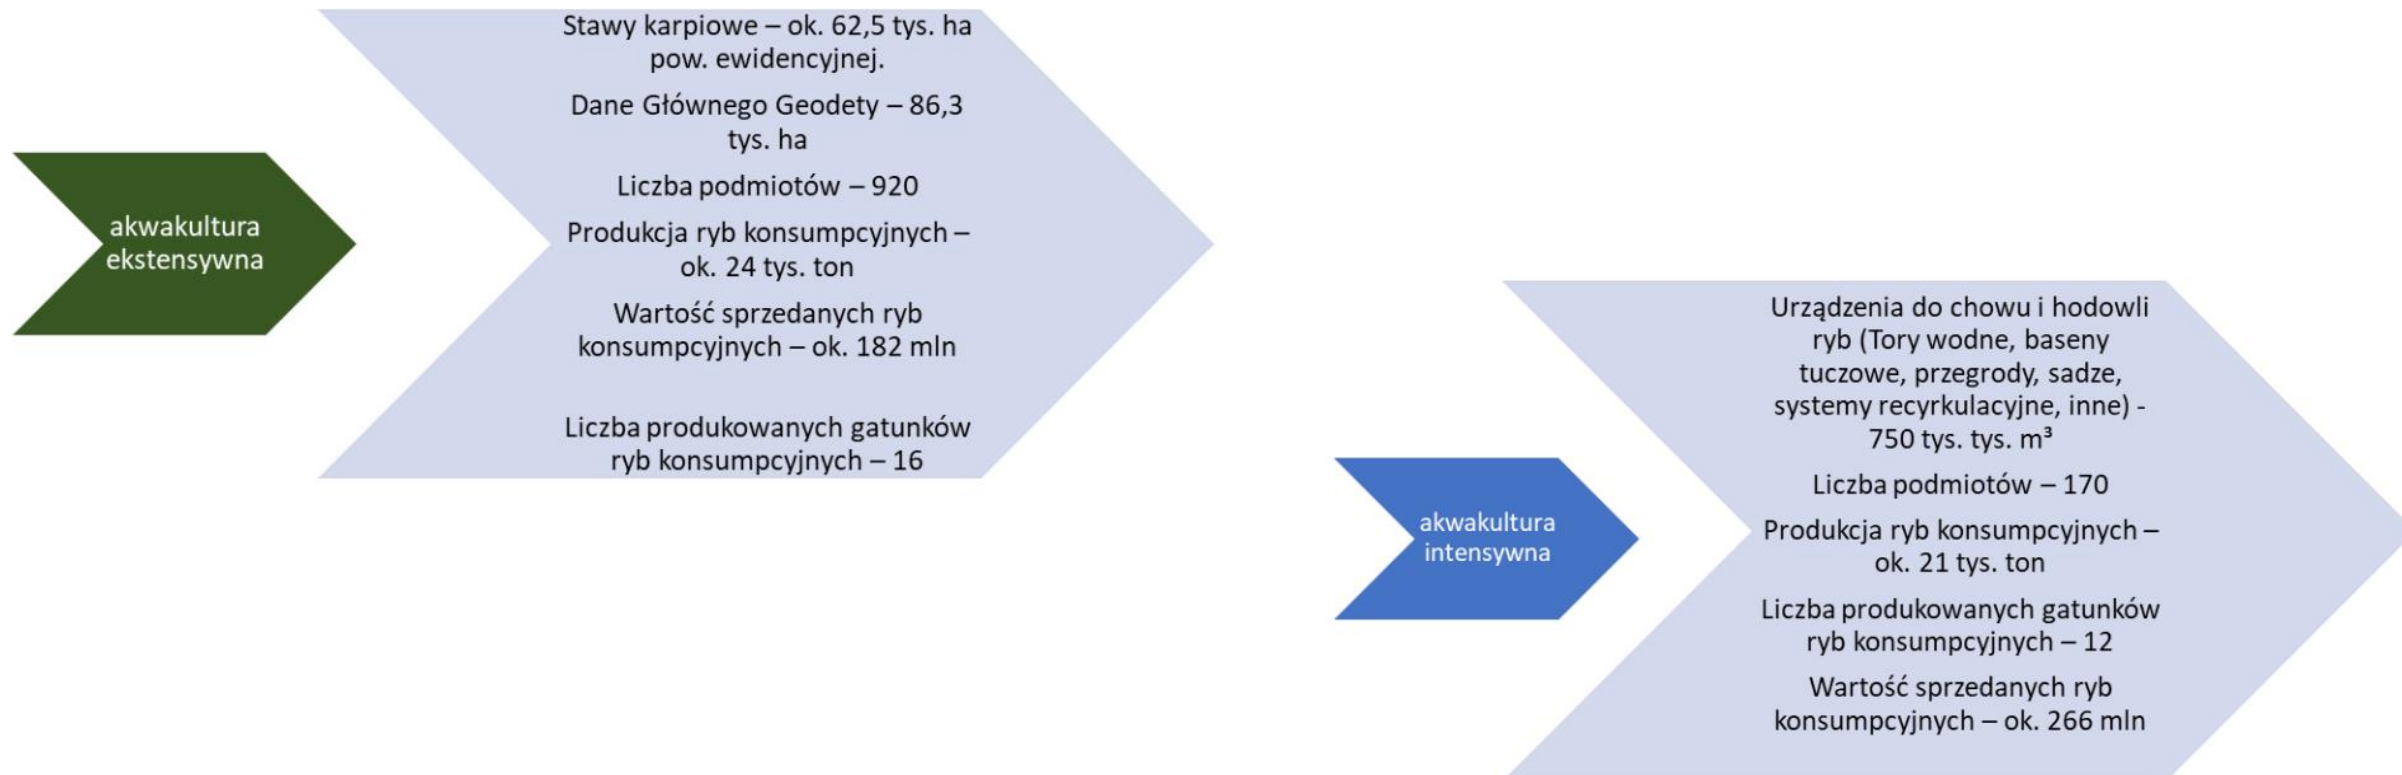 akwakultura
ekstensywna
Stawy karpiowe – ok. 62,5 tys. ha
pow. ewidencyjnej.
Dane Głównego Geodety – 86,3
tys. ha
Liczba podmiotów – 920
Produkcja ryb konsumpcyjnych –
ok. 24 tys. ton
Wartość sprzedanych ryb
konsumpcyjnych – ok. 182 mln
Liczba produkowanych gatunków
ryb konsumpcyjnych – 16
akwakultura
intensywna
Urządzenia do chowu i hodowli
ryb (Tory wodne, baseny
tuczowe, przegrody, sadze,
systemy recyrkulacyjne, inne) -
750 tys. tys. m³
Liczba podmiotów – 170
Produkcja ryb konsumpcyjnych –
ok. 21 tys. ton
Liczba produkowanych gatunków
ryb konsumpcyjnych – 12
Wartość sprzedanych ryb
konsumpcyjnych – ok. 266 mln